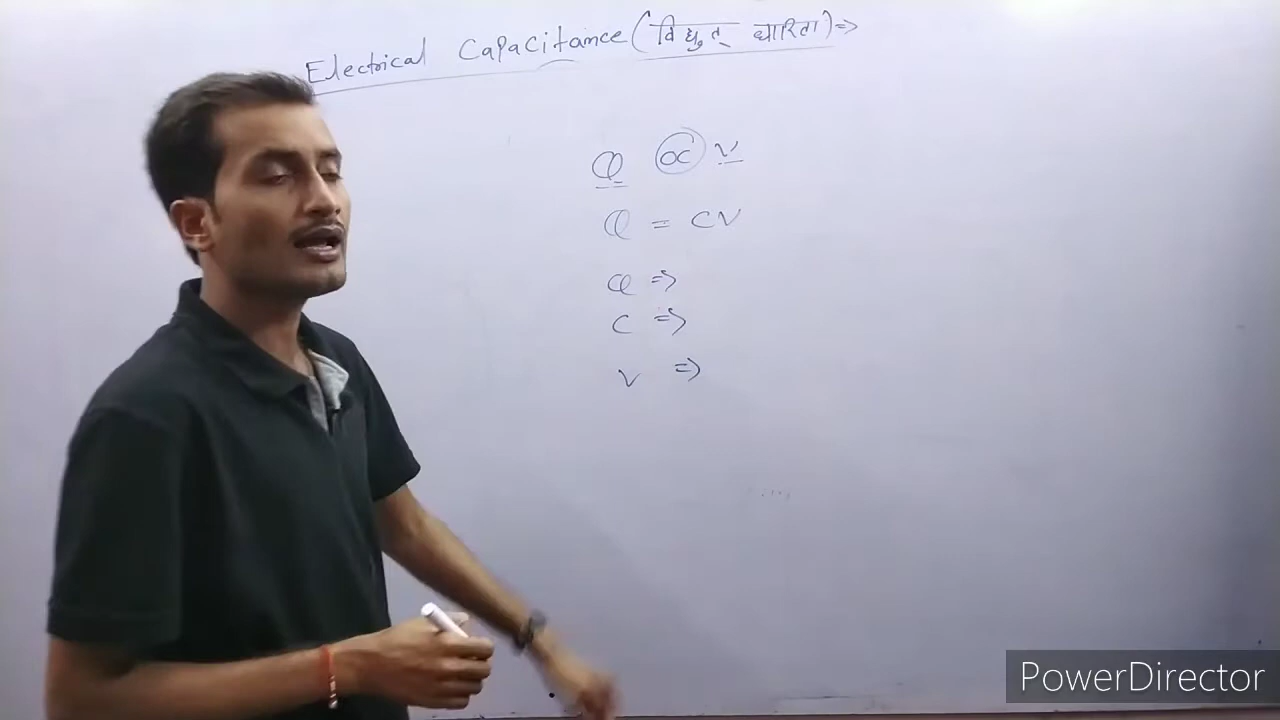 Electrical Capacitance (विद्युत् धारिता) ⇒
Q ∝ V
Q = CV
Q ⇒
C ⇒
V ⇒
PowerDirector